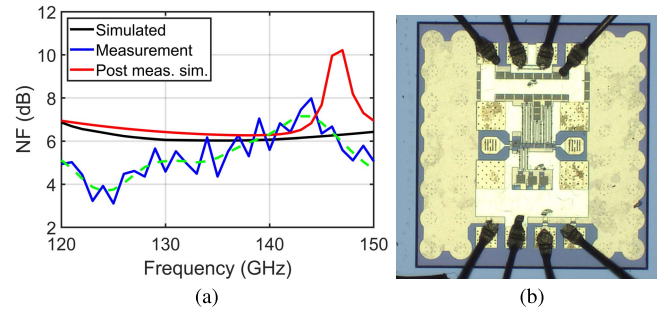 12
10
8
6
4
2
NF (dB)
Simulated
Measurement
Post meas. sim.
120
130
140
150
Frequency (GHz)
(a)
(b)